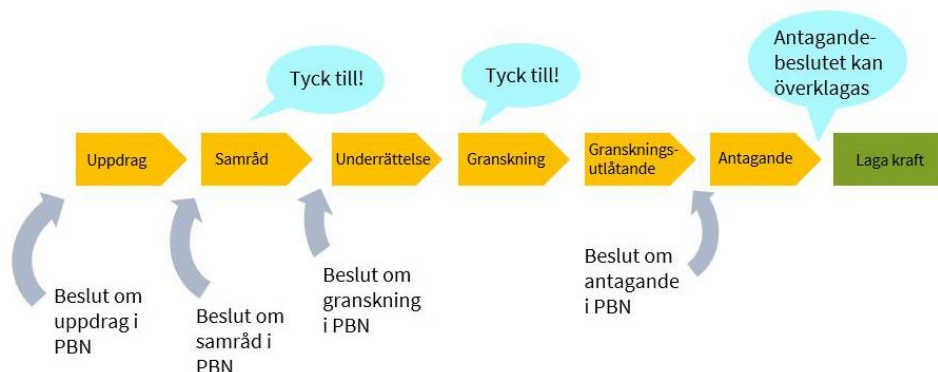 Tyck till!
Tyck till!
Antagande-
beslutet kan
överklagas
Uppdrag
Samråd
Underrättelse
Granskning
Gransknings-
utlåtande
Antagande
Laga kraft
Beslut om
uppdrag i
PBN
Beslut om
samråd i
PBN
Beslut om
granskning
i PBN
Beslut om
antagande
i PBN